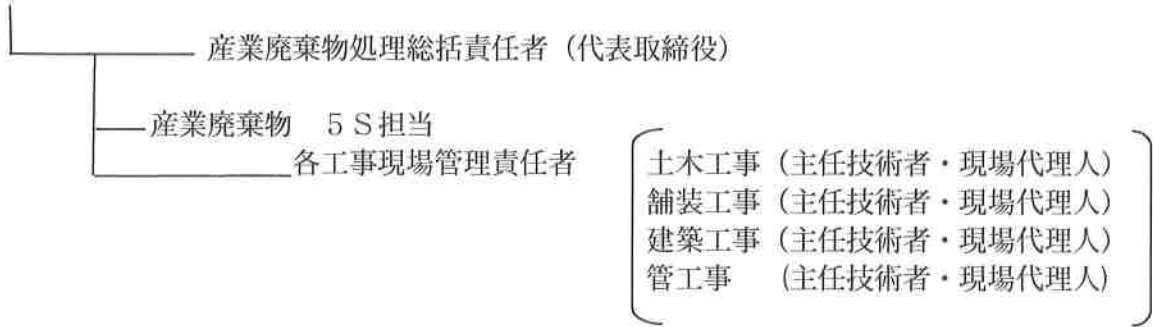 産業廃棄物処理総括責任者（代表取締役）
産業廃棄物　５Ｓ担当
各工事現場管理責任者
土木工事（主任技術者・現場代理人）
舗装工事（主任技術者・現場代理人）
建築工事（主任技術者・現場代理人）
管工事　（主任技術者・現場代理人）